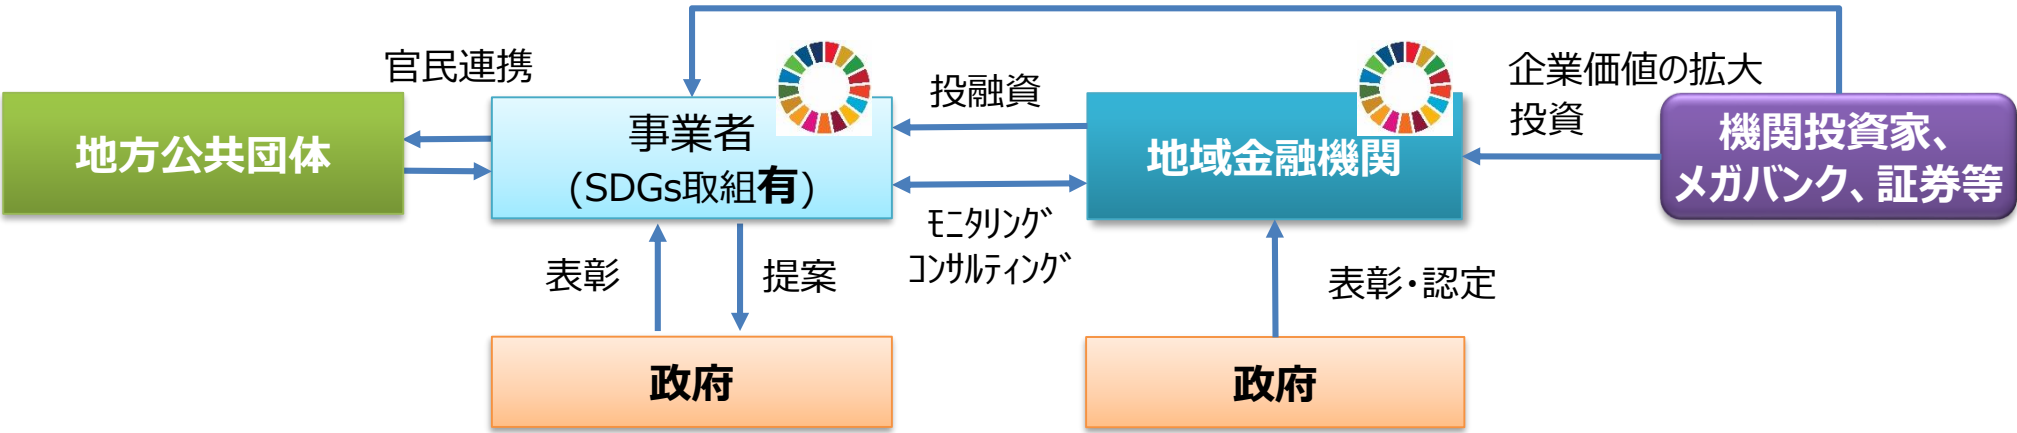 官民連携
投融資
企業価値の拡大
投資
地方公共団体
事業者
(SDGs取組有)
地域金融機関
機関投資家、
メガバンク、証券等
ﾓﾆﾀﾘﾝｸﾞ
ｺﾝｻﾙﾃｨﾝｸﾞ
表彰
提案
表彰・認定
政府
政府